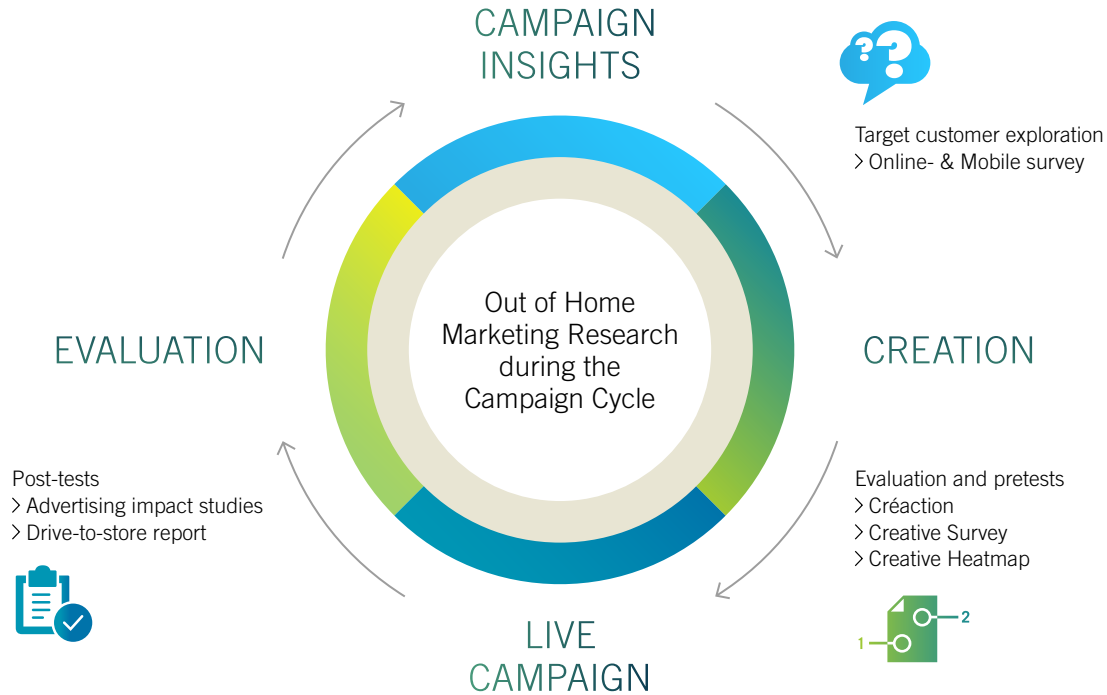 CAMPAIGN
INSIGHTS
??
Target customer exploration
> Online- & Mobile survey
Out of Home
Marketing Research
during the
Campaign Cycle
EVALUATION
CREATION
Post-tests
> Advertising impact studies
> Drive-to-store report
Evaluation and pretests
> Créaction
> Creative Survey
> Creative Heatmap
1
2
LIVE
CAMPAIGN